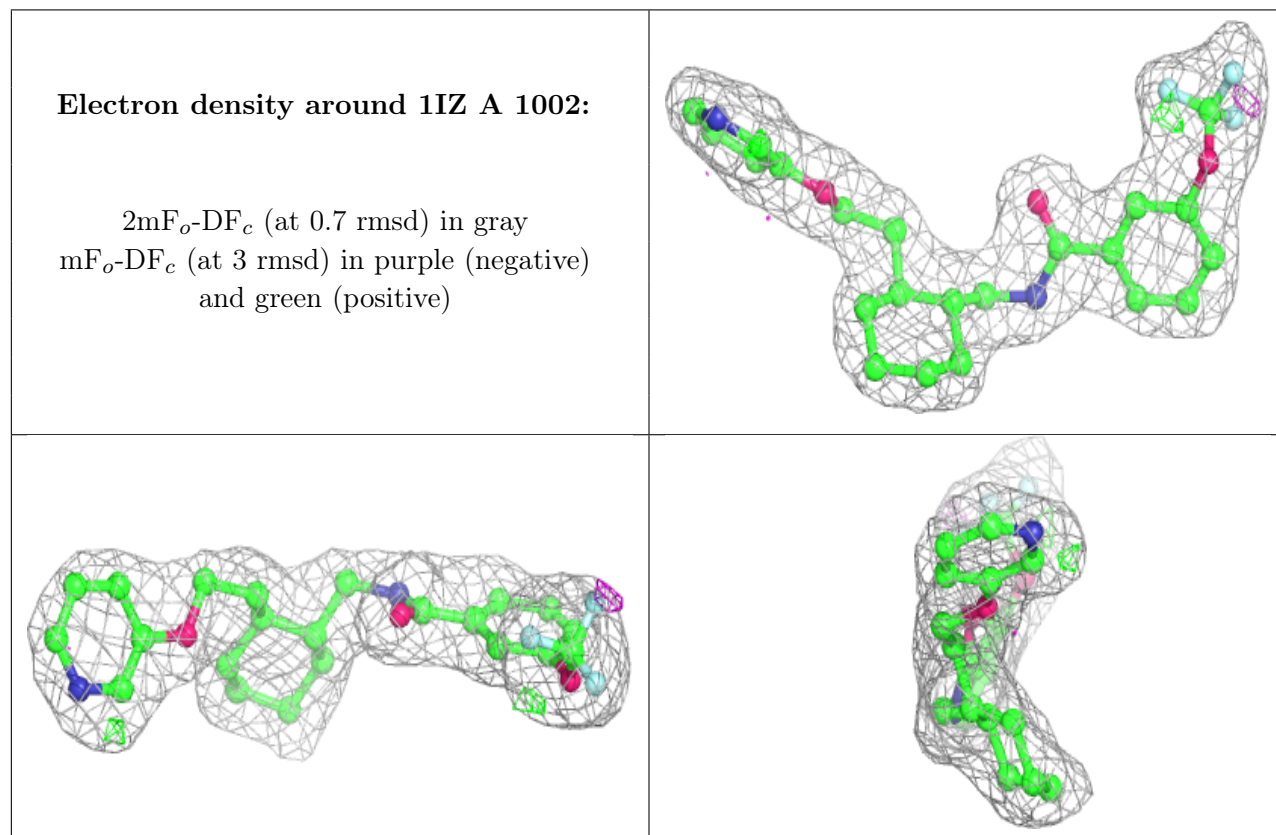 Electron density around 1IZ A 1002:
2mFo-DFc (at 0.7 rmsd) in gray
mFo-DFc (at 3 rmsd) in purple (negative)
and green (positive)